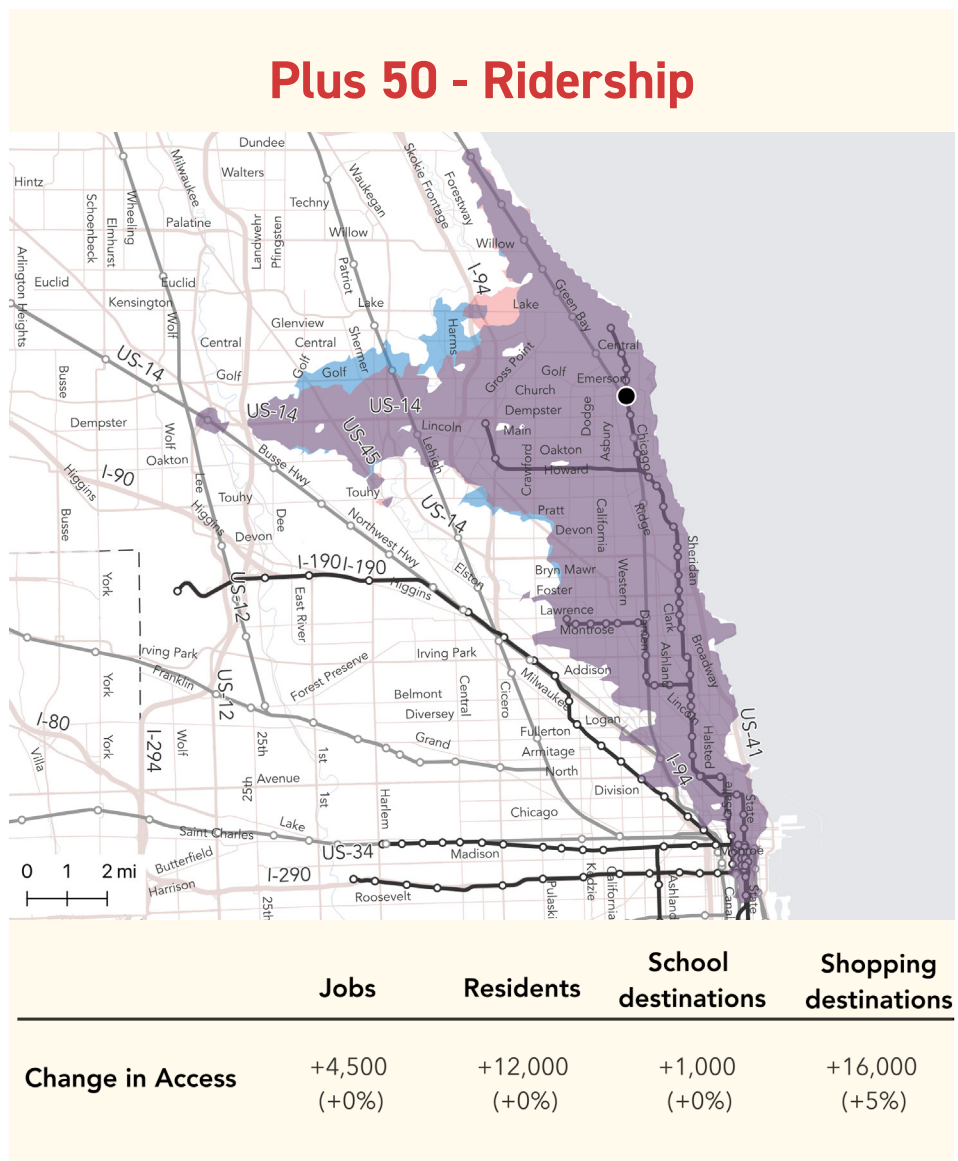 Plus 50 - Ridership
Dundee
Hintz
Milwaukee
Walters
Waukegan
Skokie Frontage
Forestway
Schoenbeck
Elmhurst
Wheeling
Palatine
Landwehr
Pfingsten
Techny
Willow
Willow
Arlington Heights
Euclid
Euclid
Kensington
Wolf
Patriot
Lake
I-94
Lake
Green Bay
Glenview
Central
Central
Shermer
Harms
Central
US-14
Golf
Golf
Golf
Gross Point
Golf
Emerson
Busse
Church
Dempster
US-14
US-14
Dempster
Dodge
Asbury
Chicago
Wolf
Lincoln
Main
US-45
Lehigh
Oakton
Oakton
Crawford
Howard
I-90
Higgins
Busse Hwy
Lee
Touhy
Touhy
Higgins
Busse
Dee
Devon
Northwest Hwy
US-14
Pratt
Devon
California
Ridge
Sheridan
I-190
I-190
Higgins
Elston
Bryn Mawr
Foster
Western
York
US-12
East River
Lawrence
Montrose
Damen
Clark
Broadway
Irving Park
Franklin
Irving Park
Forest Preserve
Addison
Ashland
York
US-12
Belmont
Central
Cicero
Milwaukee
Lincoln
Diversey
Logan
US-41
I-80
Villa
York
I-294
Wolf
25th
1st
Grand
Fullerton
Armitage
North
Halsted
I-94
25th
Avenue
1st
Harlem
Division
State
Chicago
Saint Charles
Lake
US-34
Madison
Monroe
Butterfield
Harrison
I-290
Roosevelt
25th
Pulaski
Kedzie
California
Ashland
Canal
State
0 1 2 mi
Jobs Residents School destinations Shopping destinations
Change in Access +4,500 +12,000 +1,000 +16,000
(+0%) (+0%) (+0%) (+5%)